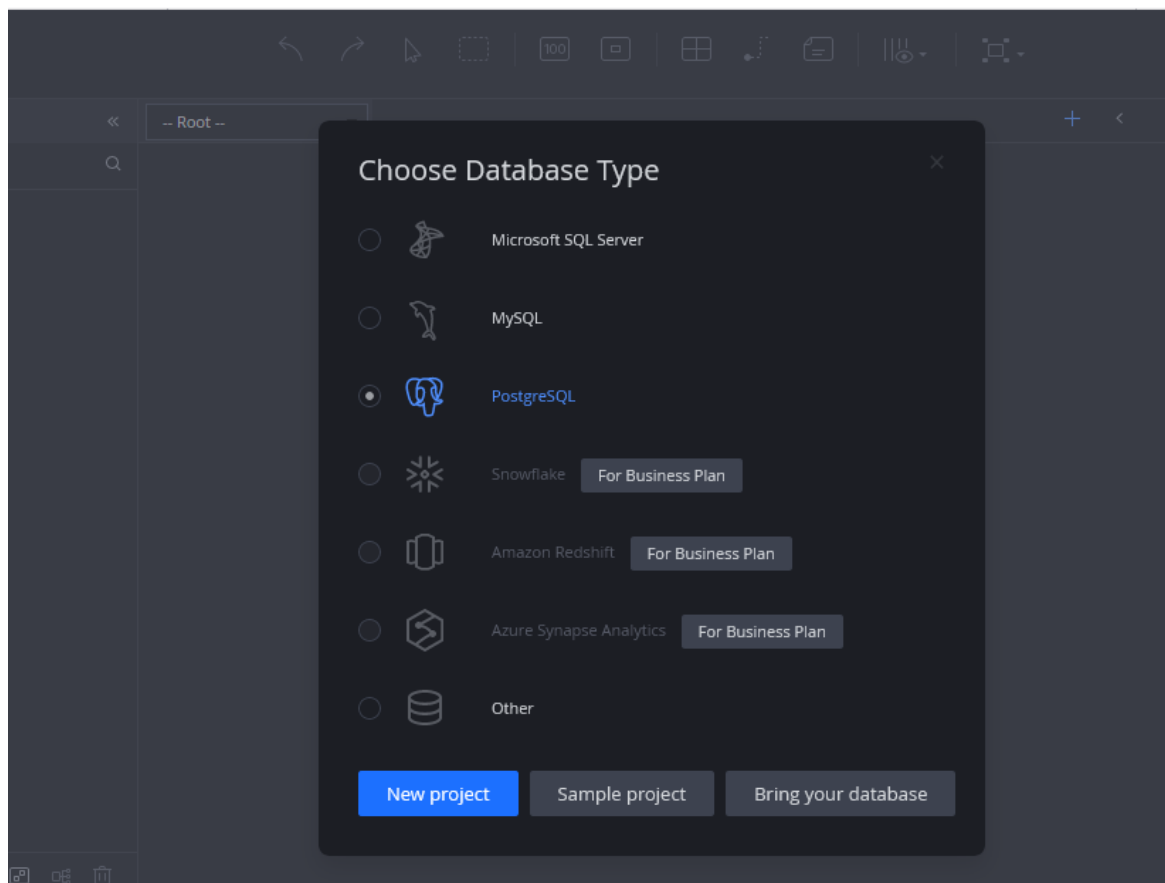 100
-- Root --
Choose Database Type
Microsoft SQL Server
MySQL
PostgreSQL
Snowflake For Business Plan
Amazon Redshift For Business Plan
Azure Synapse Analytics For Business Plan
Other
New project Sample project Bring your database